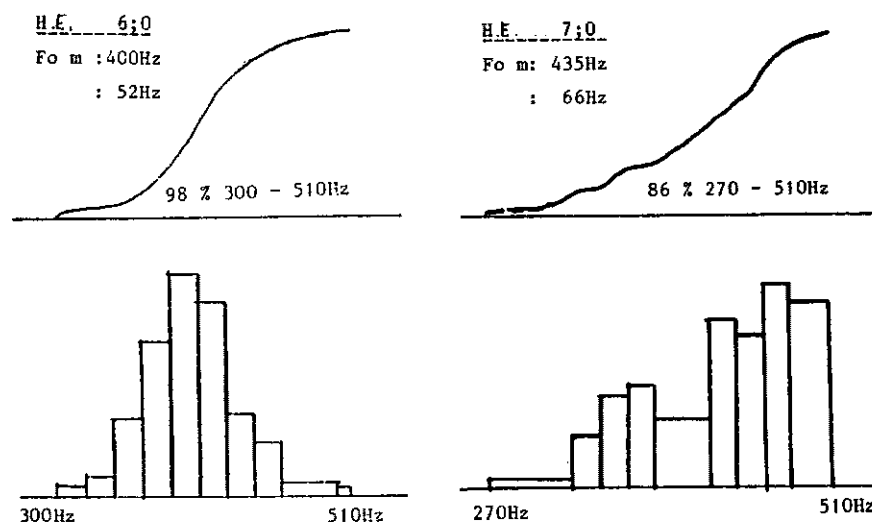 H.E. 6;0
Fo m :400Hz
: 52Hz
98 % 300 - 510Hz
300Hz 510Hz
H.E. 7;0
Fo m: 435Hz
: 66Hz
86 % 270 - 510Hz
270Hz 510Hz